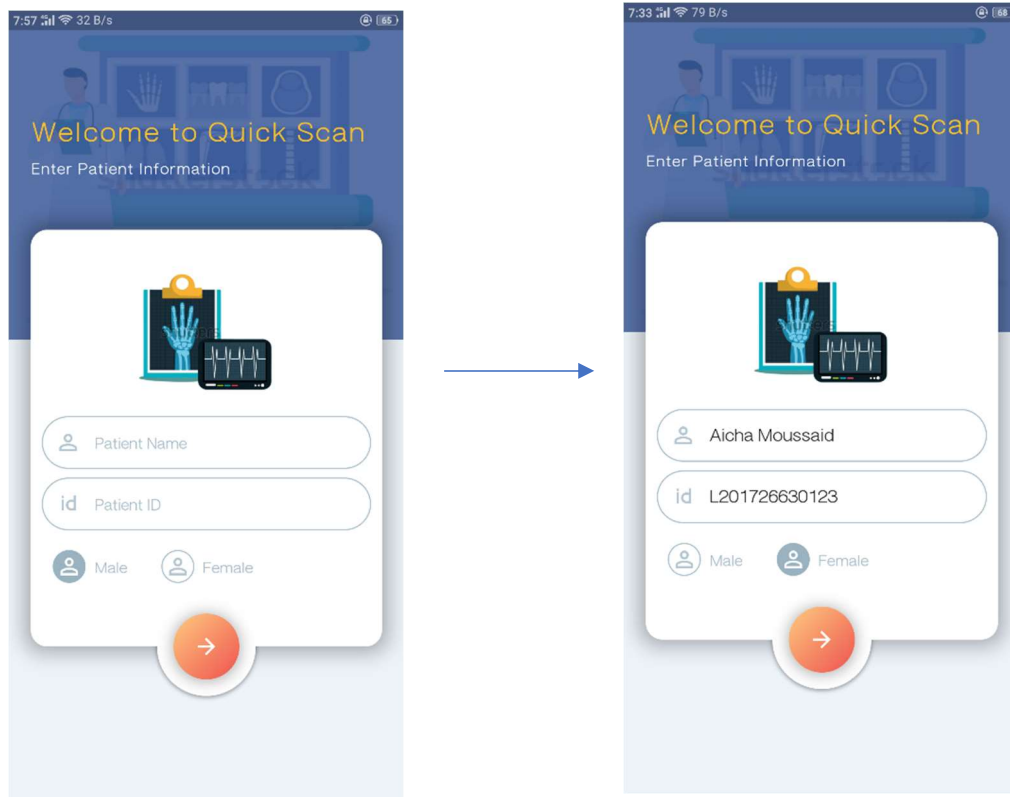 7:57 32 B/s 65
Welcome to Quick Scan
Enter Patient Information
Patient Name
id Patient ID
Male Female
7:33 79 B/s 68
Welcome to Quick Scan
Enter Patient Information
Aicha Moussaid
id L201726630123
Male Female